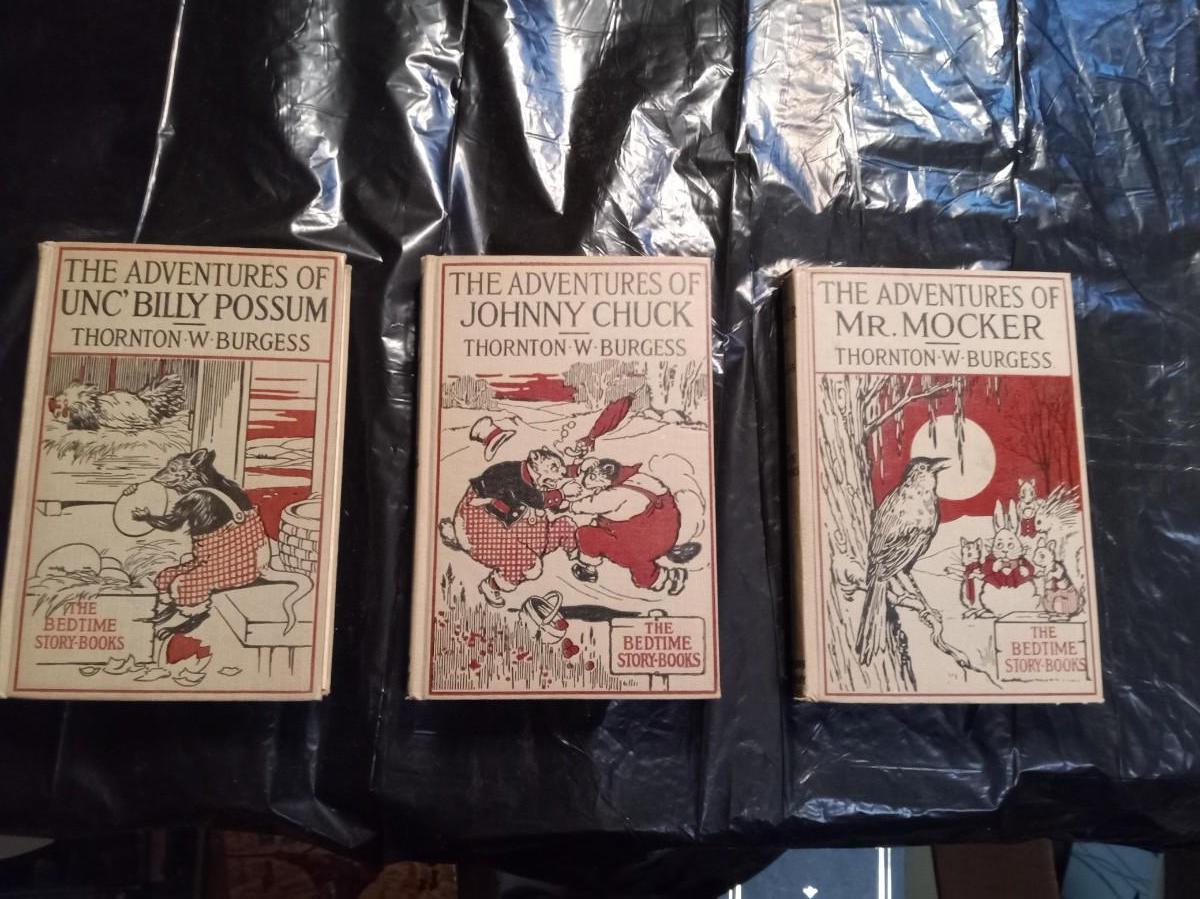 THE ADVENTURES OF
UNC' BILLY POSSUM
THORNTON·W·BURGESS
THE
BEDTIME
STORY-BOOKS
THE ADVENTURES OF
JOHNNY CHUCK
THORNTON·W·BURGESS
THE
BEDTIME
STORY-BOOKS
THE ADVENTURES OF
MR. MOCKER
THORNTON·W·BURGESS
THE
BEDTIME
STORY-BOOKS